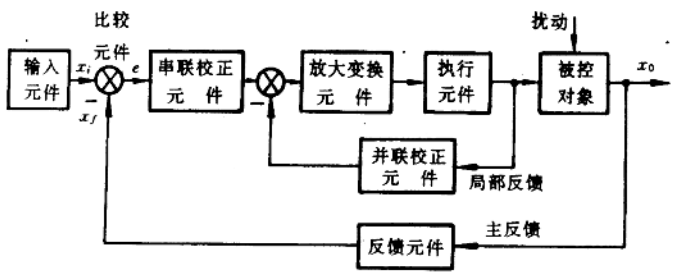 比较
元件
扰动
输入
元件
xi
−
xf
e
串联校正
元 件
−
放大变换
元 件
执行
元件
被控
对象
x0
并联校正
元 件
局部反馈
主反馈
反馈元件